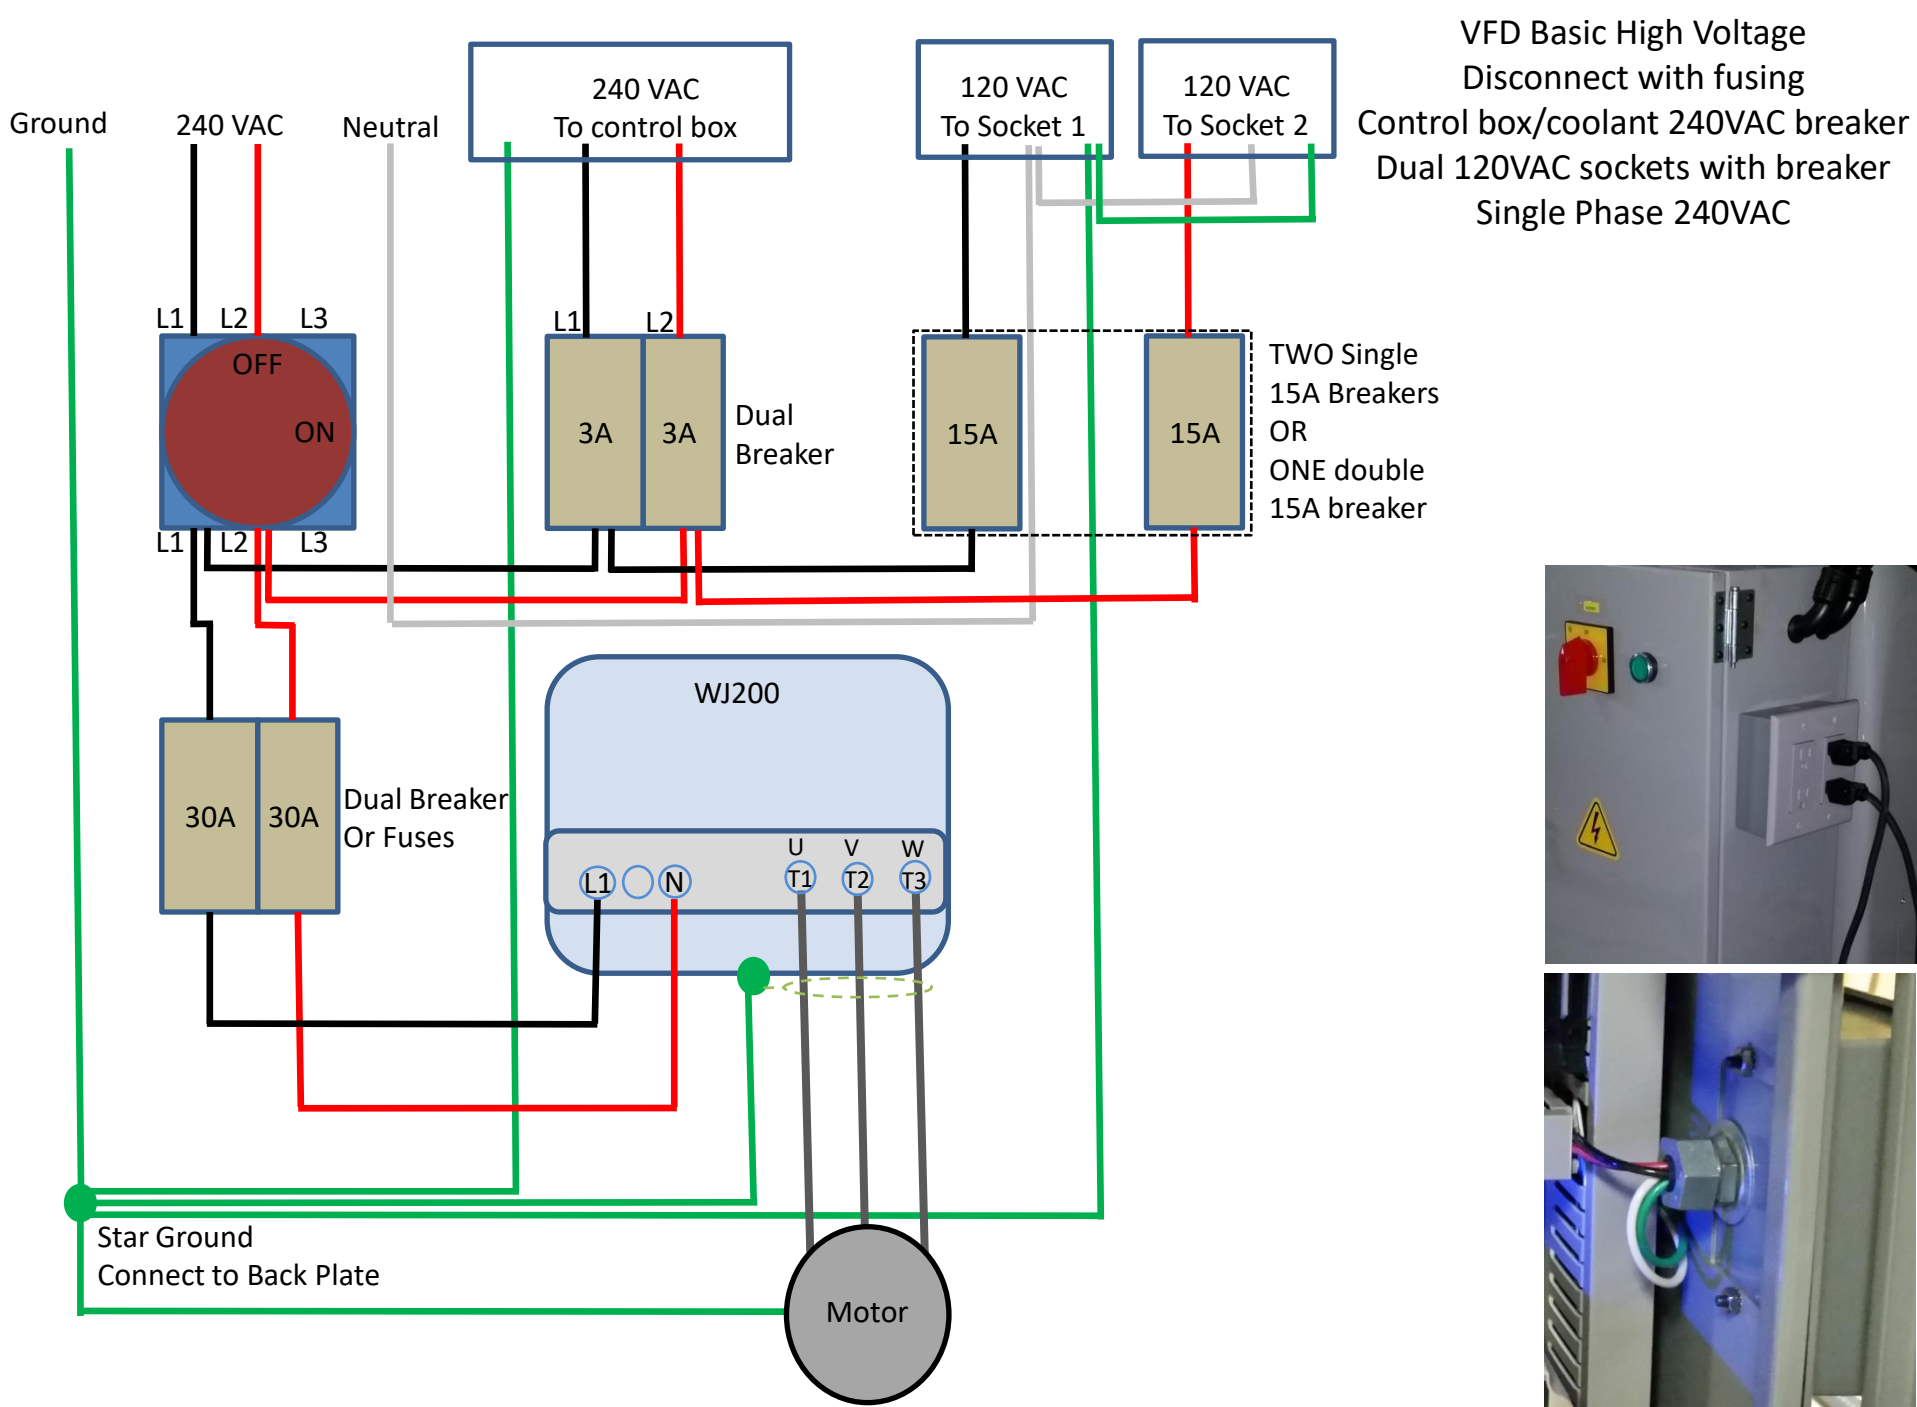 VFD Basic High Voltage
Disconnect with fusing
Control box/coolant 240VAC breaker
Dual 120VAC sockets with breaker
Single Phase 240VAC
Ground
240 VAC
Neutral
240 VAC
To control box
120 VAC
To Socket 1
120 VAC
To Socket 2
L1
L2
L3
OFF
ON
L1
L2
L3
L1
L2
3A
3A
Dual
Breaker
15A
15A
TWO Single
15A Breakers
OR
ONE double
15A breaker
30A
30A
Dual Breaker
Or Fuses
WJ200
L1
N
U
V
W
T1
T2
T3
Star Ground
Connect to Back Plate
Motor